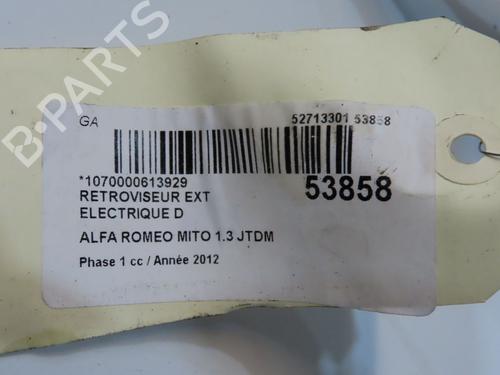 B-PARTS
GA
52713301 53858
*1070000613929
53858
RETROVISEUR EXT
ELECTRIQUE D
ALFA ROMEO MITO 1.3 JTDM
Phase 1 cc / Année 2012